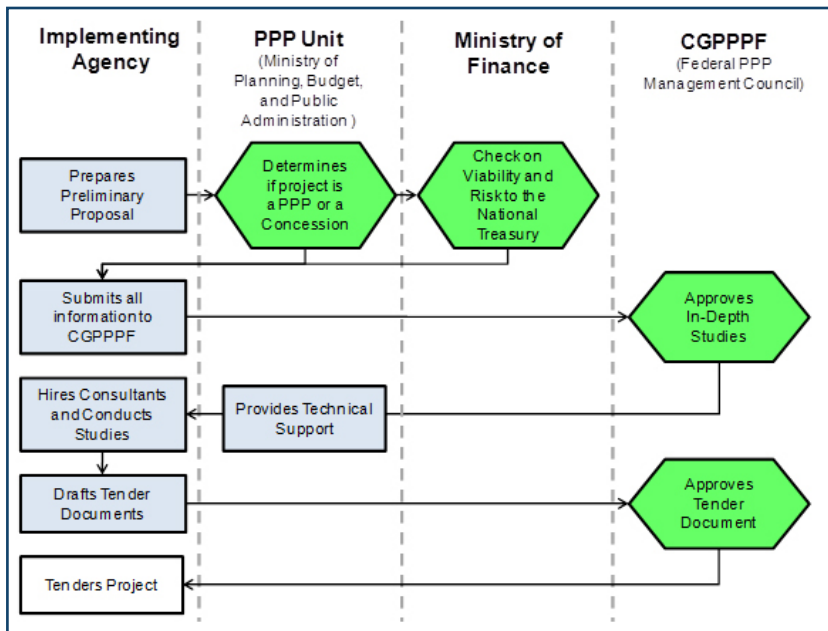 Implementing
Agency
PPP Unit
(Ministry of
Planning, Budget,
and Public
Administration )
Ministry of
Finance
CGPPPF
(Federal PPP
Management Council)
Prepares
Preliminary
Proposal
Determines
if project is
a PPP or a
Concession
Check on
Viability and
Risk to the
National
Treasury
Submits all
information to
CGPPPF
Approves
In-Depth
Studies
Hires Consultants
and Conducts
Studies
Provides Technical
Support
Drafts Tender
Documents
Approves
Tender
Document
Tenders Project